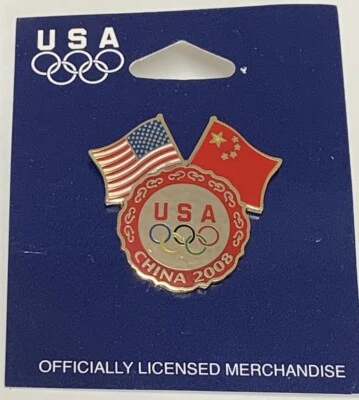 USA
USA
CHINA 2008
OFFICIALLY LICENSED MERCHANDISE